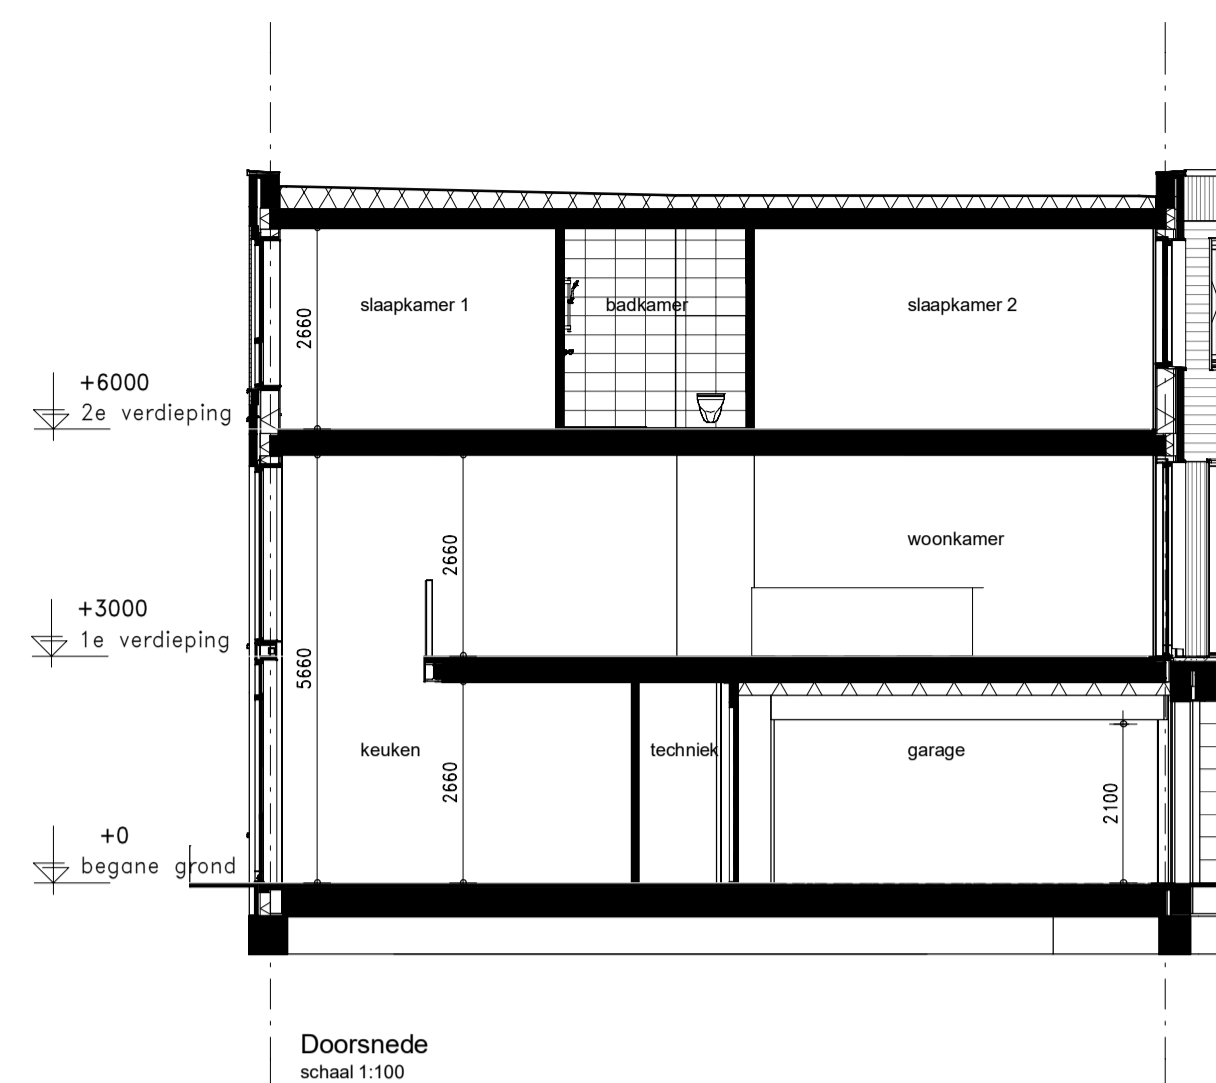 slaapkamer 1
badkamer
slaapkamer 2
2660
+6000
2e verdieping
woonkamer
2660
+3000
1e verdieping
5660
keuken
techniek
garage
2660
2100
+0
begane grond
Doorsnede
schaal 1:100